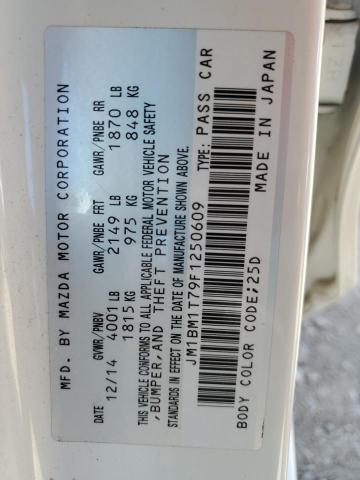 MFD. BY MAZDA MOTOR CORPORATION
DATE GVWR/PNBV GAWR/PNBE FRT GAWR/PNBE RR
12/14 4001 LB 2149 LB 1870 LB
1815 KG 975 KG 848 KG
THIS VEHICLE CONFORMS TO ALL APPLICABLE FEDERAL MOTOR VEHICLE SAFETY
,BUMPER,AND THEFT PREVENTION
STANDARDS IN EFFECT ON THE DATE OF MANUFACTURE SHOWN ABOVE.
JM1BM1T79F1250609 TYPE: PASS CAR
BODY COLOR CODE;25D MADE IN JAPAN